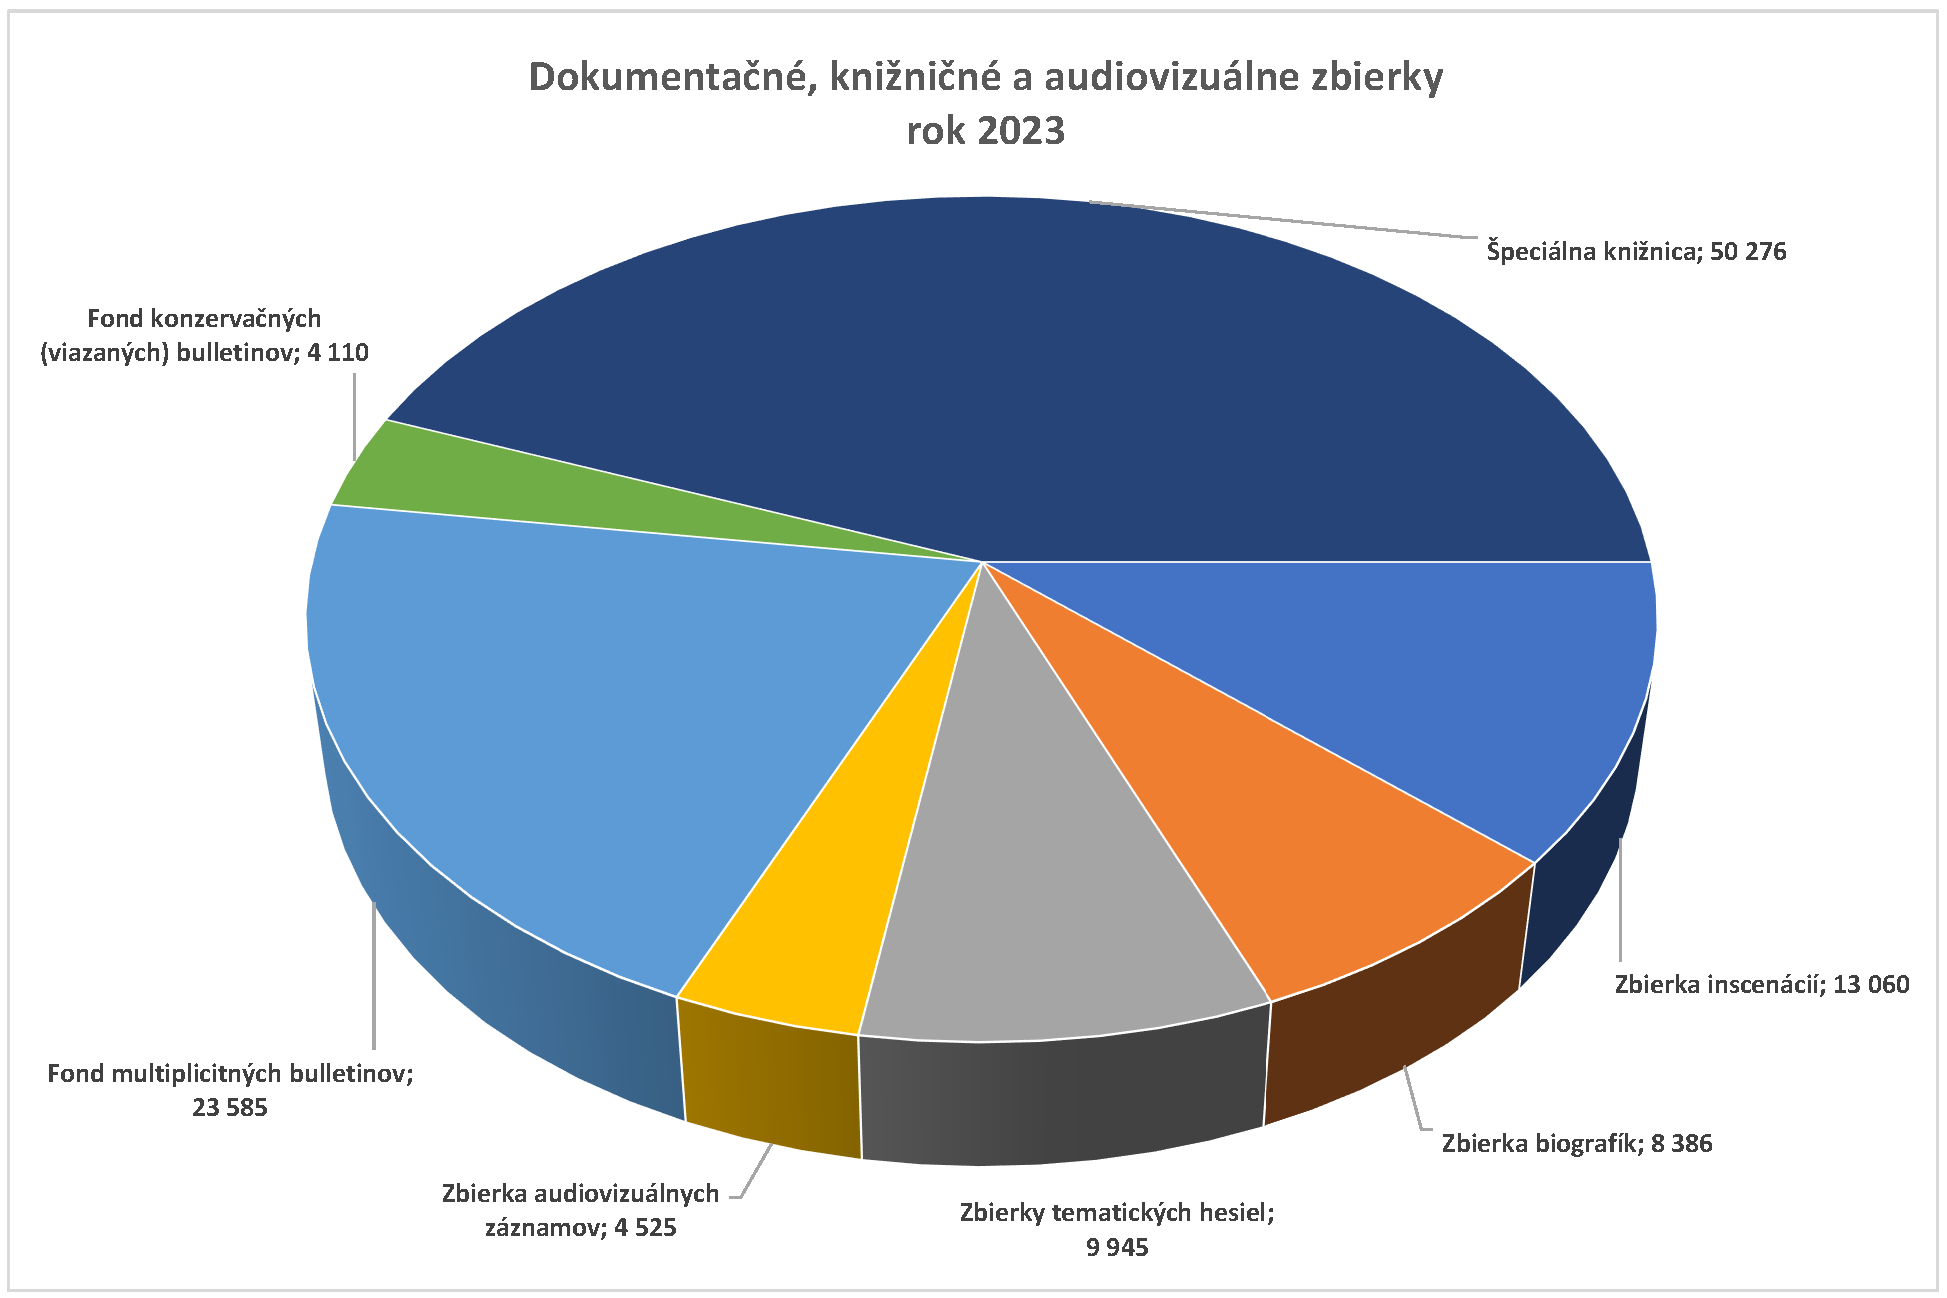 Dokumentačné, knižničné a audiovizuálne zbierky
rok 2023
Špeciálna knižnica; 50 276
Fond konzervačných
(viazaných) bulletinov; 4 110
Zbierka inscenácií; 13 060
Fond multiplicitných bulletinov;
23 585
Zbierka biografík; 8 386
Zbierka audiovizuálnych
záznamov; 4 525
Zbierky tematických hesiel;
9 945